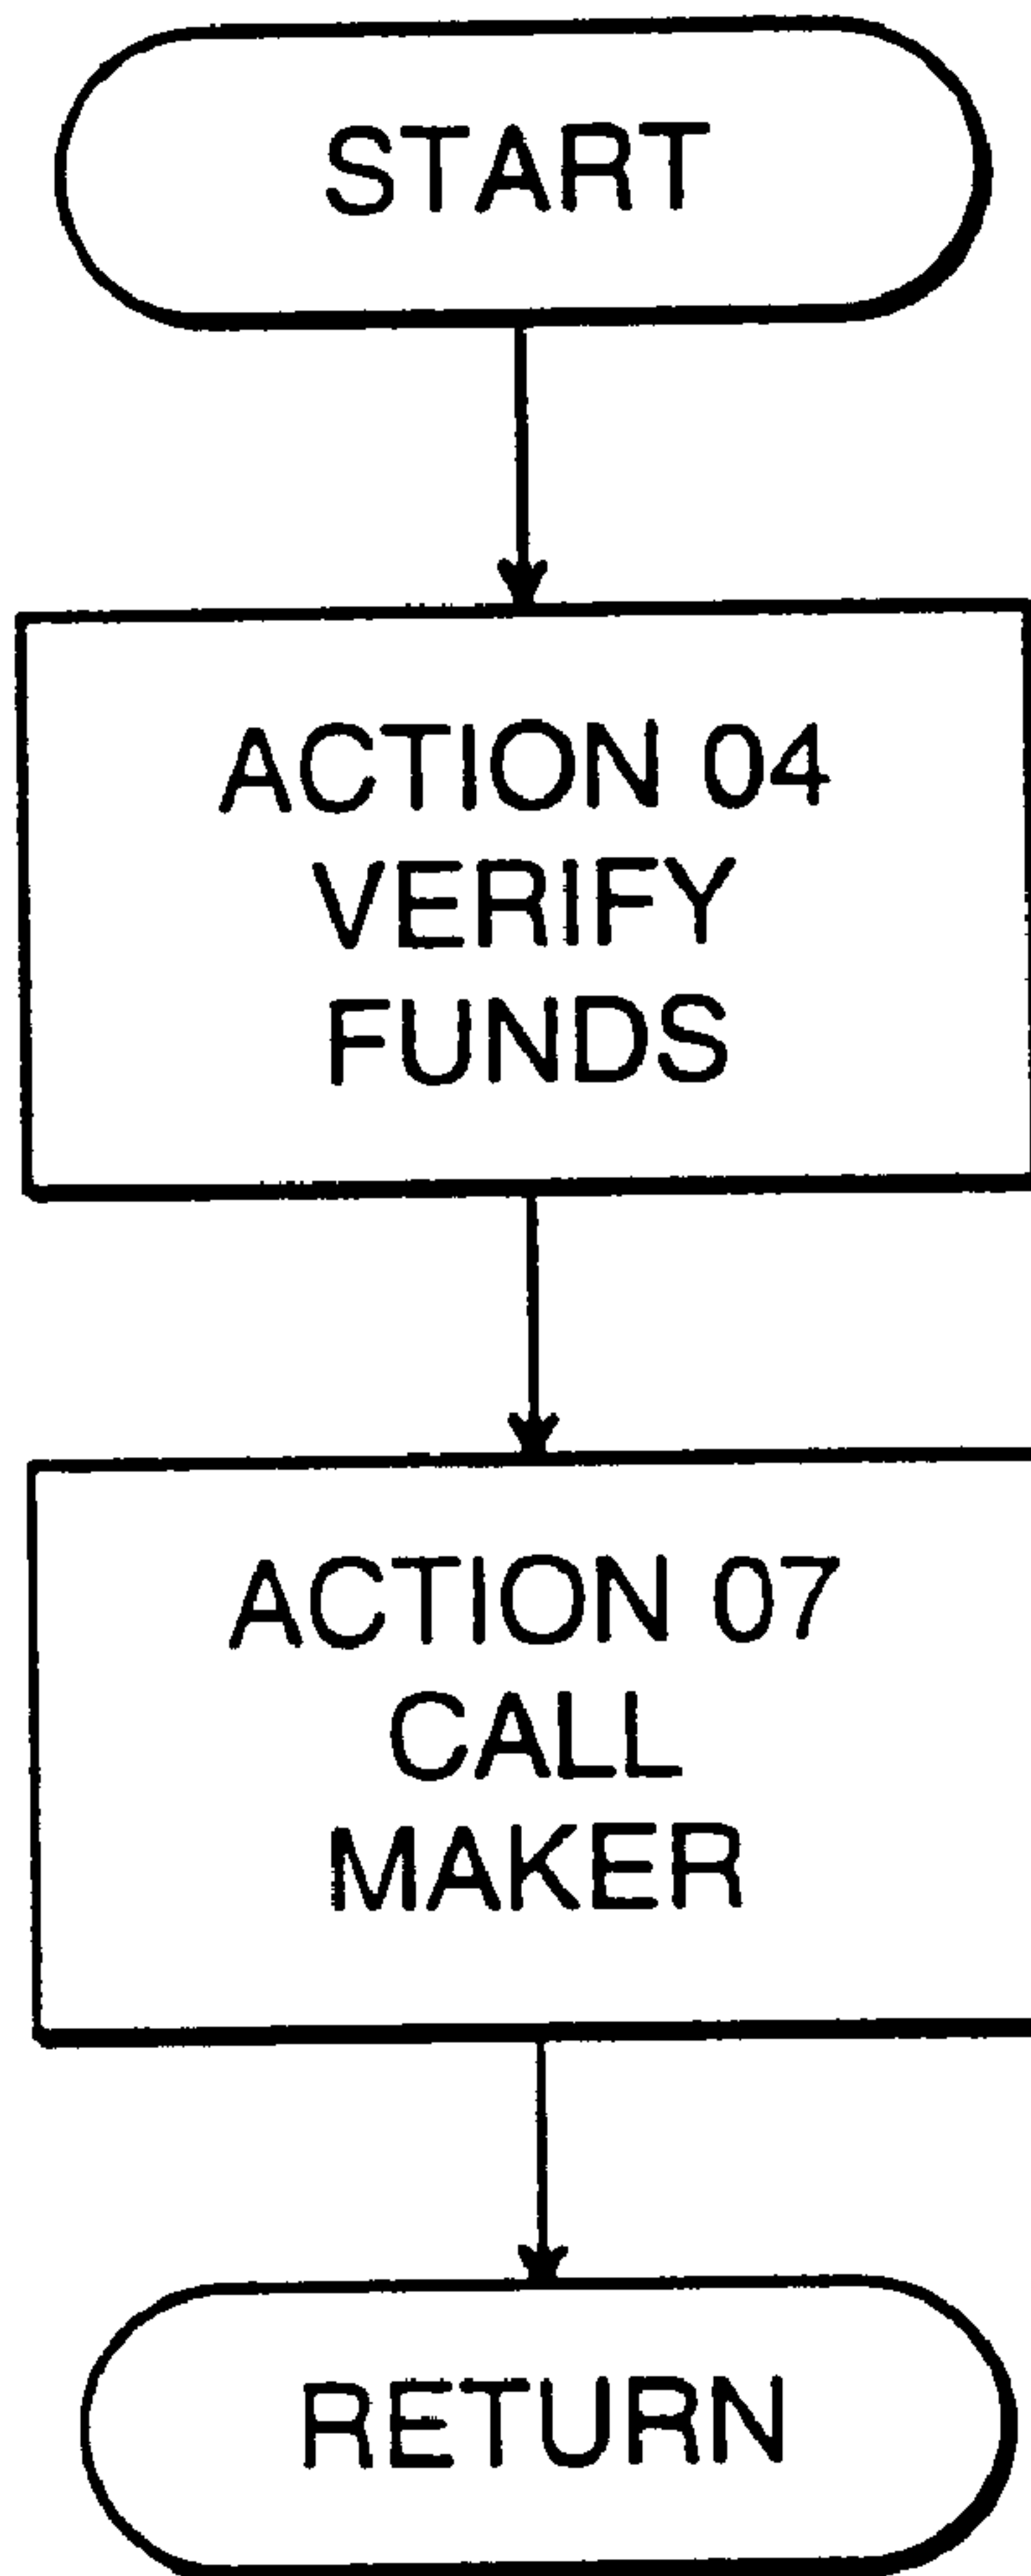 START
ACTION 04
VERIFY
FUNDS
ACTION 07
CALL
MAKER
RETURN